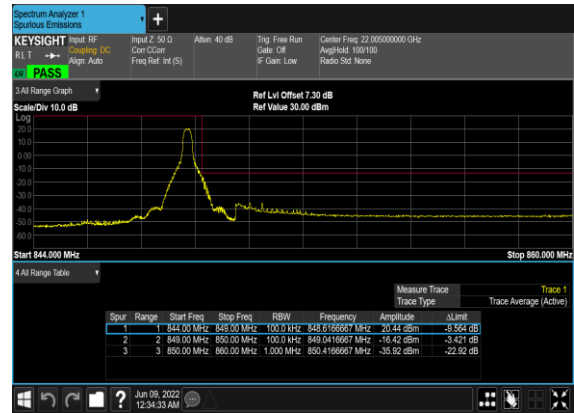 Spectrum Analyzer 1
Spurious Emissions
+
KEYSIGHT Input: RF Input Z: 50 Ω Atten: 40 dB Trig: Free Run Center Freq: 22.005000000 GHz
RLT Coupling: DC Corr CCorr Gate: Off Avg|Hold: 100/100
Align: Auto Freq Ref: Int (S) IF Gain: Low Radio Std: None
PASS
3 All Range Graph
Ref Lvl Offset 7.30 dB
Scale/Div 10.0 dB Ref Value 30.00 dBm
Log
20.0
10.0
0.00
-10.0
-20.0
-30.0
-40.0
-50.0
-60.0
Start 844.000 MHz Stop 860.000 MHz
4 All Range Table
Measure Trace Trace 1
Trace Type Trace Average (Active)
Spur Range Start Freq Stop Freq RBW Frequency Amplitude ΔLimit
1 1 844.00 MHz 849.00 MHz 100.0 kHz 848.6166667 MHz 20.44 dBm -9.564 dB
2 2 849.00 MHz 850.00 MHz 100.0 kHz 849.0416667 MHz -16.42 dBm -3.421 dB
3 3 850.00 MHz 860.00 MHz 1.000 MHz 850.4166667 MHz -35.92 dBm -22.92 dB
? Jun 09, 2022
12:34:33 AM